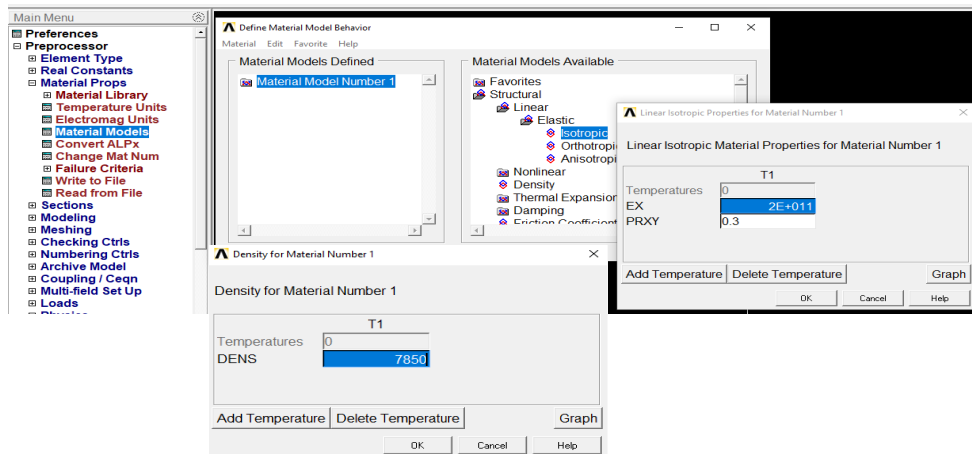 Main Menu
Preferences
Preprocessor
Element Type
Real Constants
Material Props
Material Library
Temperature Units
Electromag Units
Material Models
Convert ALPx
Change Mat Num
Failure Criteria
Write to File
Read from File
Sections
Modeling
Meshing
Checking Ctrls
Numbering Ctrls
Archive Model
Coupling / Ceqn
Multi-field Set Up
Loads
Define Material Model Behavior
Material Edit Favorite Help
Material Models Defined
Material Model Number 1
Material Models Available
Favorites
Structural
Linear
Elastic
Isotropic
Orthotropi
Anisotropi
Nonlinear
Density
Thermal Expansion
Damping
Friction Coefficient
Linear Isotropic Properties for Material Number 1
Linear Isotropic Material Properties for Material Number 1
T1
Temperatures 0
EX 2E+011
PRXY 0.3
Add Temperature Delete Temperature Graph
OK Cancel Help
Density for Material Number 1
Density for Material Number 1
T1
Temperatures 0
DENS 7850
Add Temperature Delete Temperature Graph
OK Cancel Help